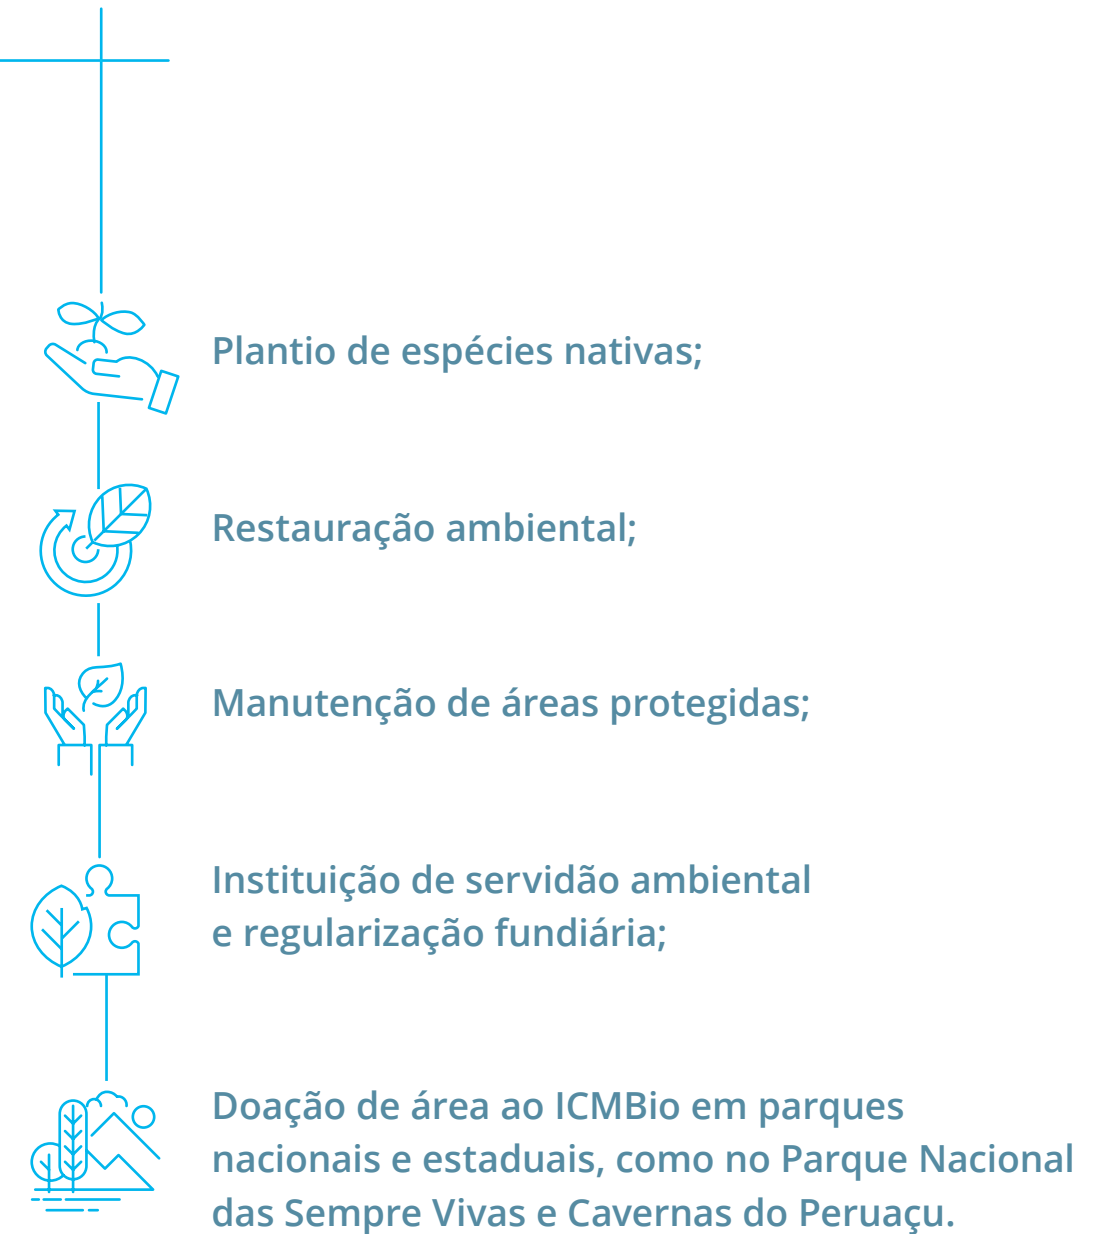 Plantio de espécies nativas;
Restauração ambiental;
Manutenção de áreas protegidas;
Instituição de servidão ambiental
e regularização fundiária;
Doação de área ao ICMBio em parques
nacionais e estaduais, como no Parque Nacional
das Sempre Vivas e Cavernas do Peruaçu.